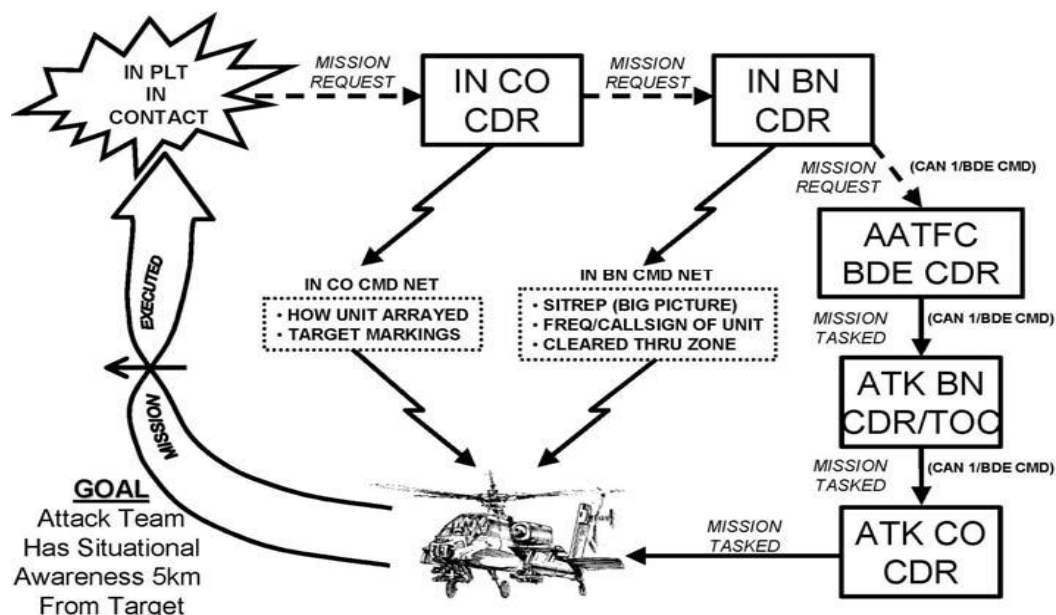 IN PLT
IN
CONTACT
MISSION
REQUEST
IN CO
CDR
MISSION
REQUEST
IN BN
CDR
MISSION
REQUEST
(CAN 1/BDE CMD)
AATFC
BDE CDR
IN CO CMD NET
• HOW UNIT ARRAYED
• TARGET MARKINGS
IN BN CMD NET
• SITREP (BIG PICTURE)
• FREQ/CALLSIGN OF UNIT
• CLEARED THRU ZONE
MISSION
TASKED
(CAN 1/BDE CMD)
ATK BN
CDR/TOC
MISSION
TASKED
(CAN 1/BDE CMD)
ATK CO
CDR
MISSION
TASKED
EXECUTED
MISSION
GOAL
Attack Team
Has Situational
Awareness 5km
From Target